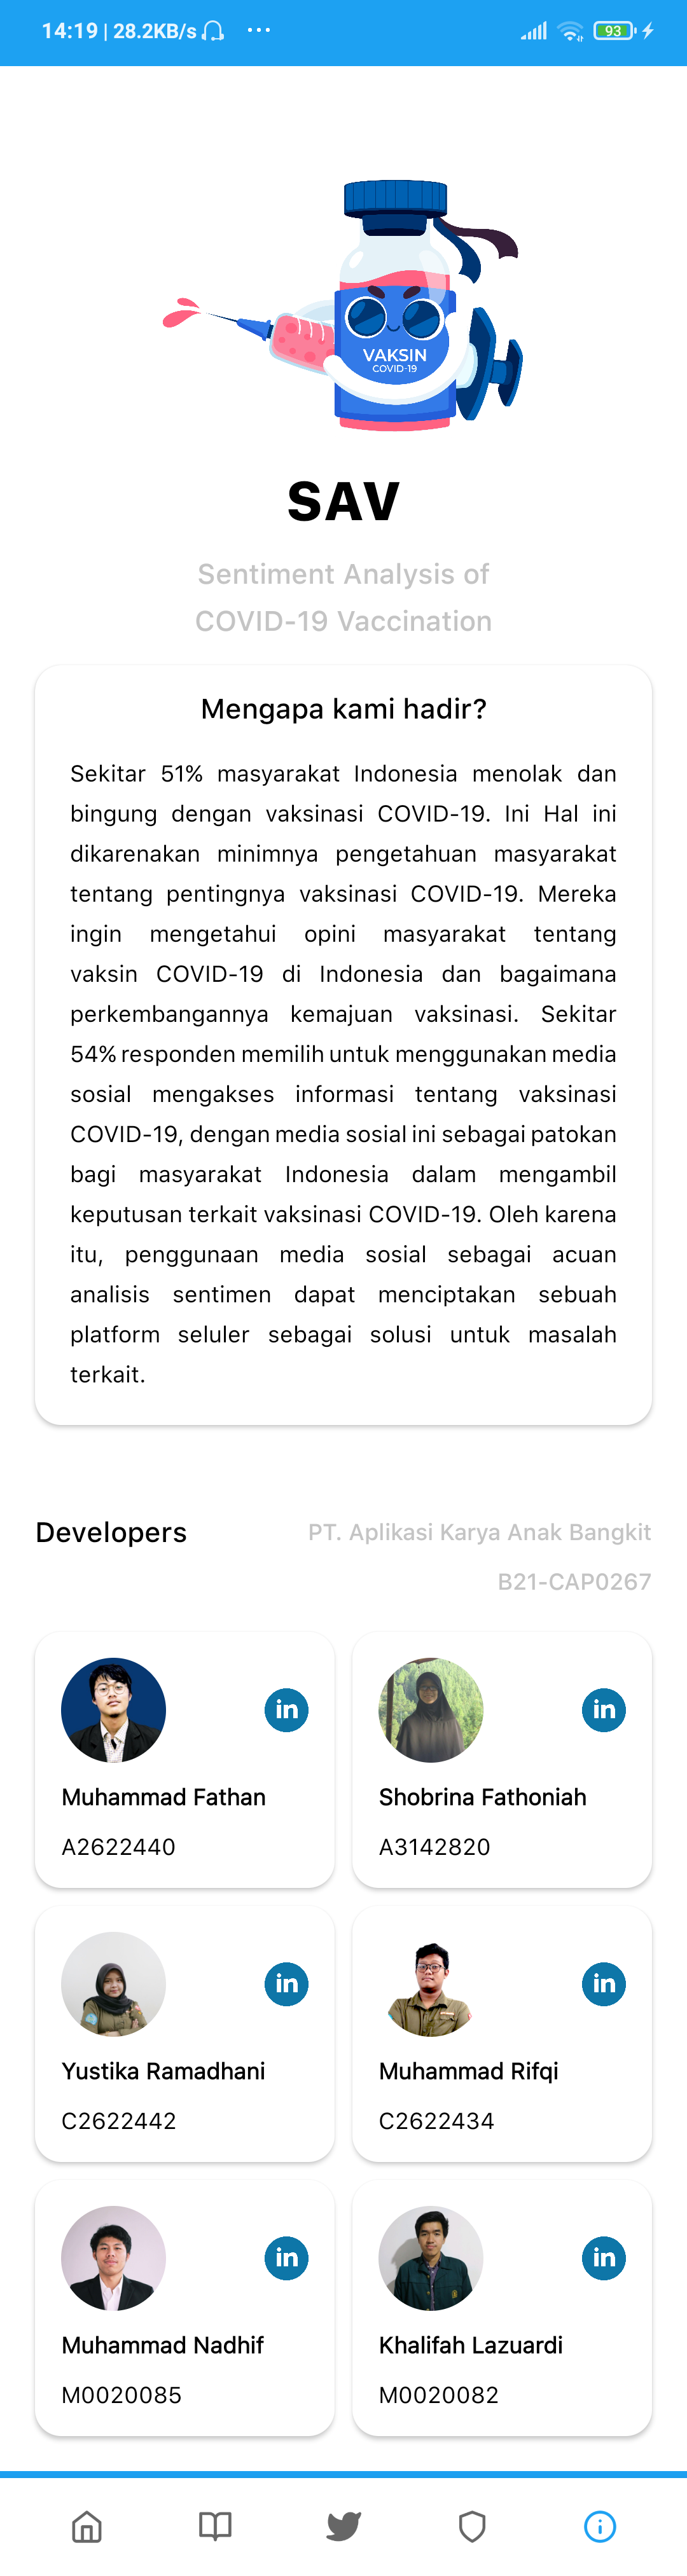 14:19 | 28.2KB/s
93
VAKSIN
COVID-19
SAV
Sentiment Analysis of
COVID-19 Vaccination
Mengapa kami hadir?
Sekitar 51% masyarakat Indonesia menolak dan
bingung dengan vaksinasi COVID-19. Ini Hal ini
dikarenakan minimnya pengetahuan masyarakat
tentang pentingnya vaksinasi COVID-19. Mereka
ingin mengetahui opini masyarakat tentang
vaksin COVID-19 di Indonesia dan bagaimana
perkembangannya kemajuan vaksinasi. Sekitar
54% responden memilih untuk menggunakan media
sosial mengakses informasi tentang vaksinasi
COVID-19, dengan media sosial ini sebagai patokan
bagi masyarakat Indonesia dalam mengambil
keputusan terkait vaksinasi COVID-19. Oleh karena
itu, penggunaan media sosial sebagai acuan
analisis sentimen dapat menciptakan sebuah
platform seluler sebagai solusi untuk masalah
terkait.
Developers
PT. Aplikasi Karya Anak Bangkit
B21-CAP0267
in
Muhammad Fathan
A2622440
in
Shobrina Fathoniah
A3142820
in
Yustika Ramadhani
C2622442
in
Muhammad Rifqi
C2622434
in
Muhammad Nadhif
M0020085
in
Khalifah Lazuardi
M0020082